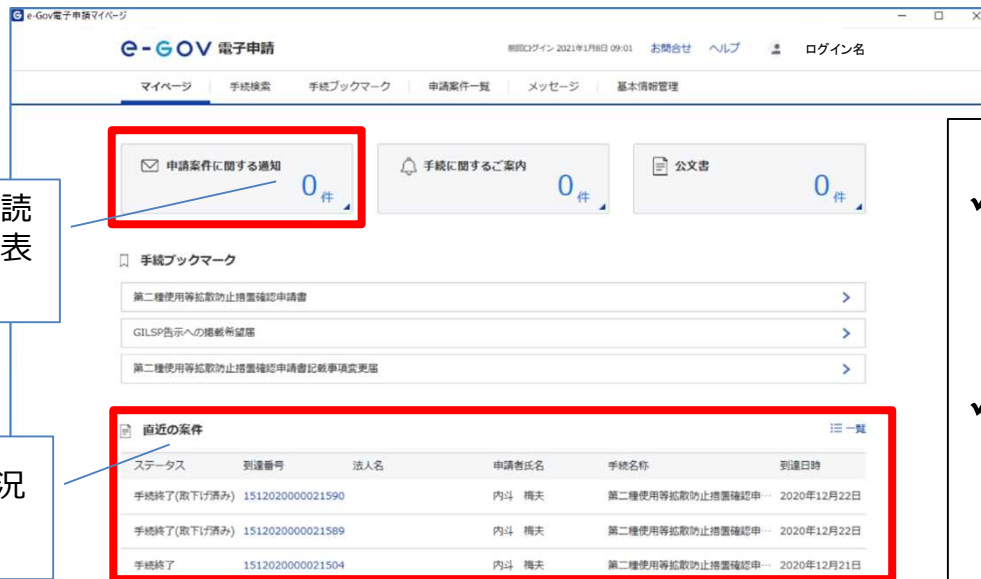 e-Gov電子申請マイページ
e-GOV 電子申請
前回ログイン 2021年1月8日 09:01 お問合せ ヘルプ ログイン名
マイページ 手続検索 手続ブックマーク 申請案件一覧 メッセージ 基本情報管理
申請案件に関する通知 0件
手続に関するご案内 0件
公文書 0件
読
表
手続ブックマーク
第二種使用等拡散防止措置確認申請書
GILSP告示への掲載希望届
第二種使用等拡散防止措置確認申請書記載事項変更届
直近の案件 一覧
況
ステータス 到達番号 法人名 申請者氏名 手続名称 到達日時
手続終了(取下げ済み) 1512020000021590 内斗 梅夫 第二種使用等拡散防止措置確認申… 2020年12月22日
手続終了(取下げ済み) 1512020000021589 内斗 梅夫 第二種使用等拡散防止措置確認申… 2020年12月22日
手続終了 1512020000021504 内斗 梅夫 第二種使用等拡散防止措置確認申… 2020年12月21日